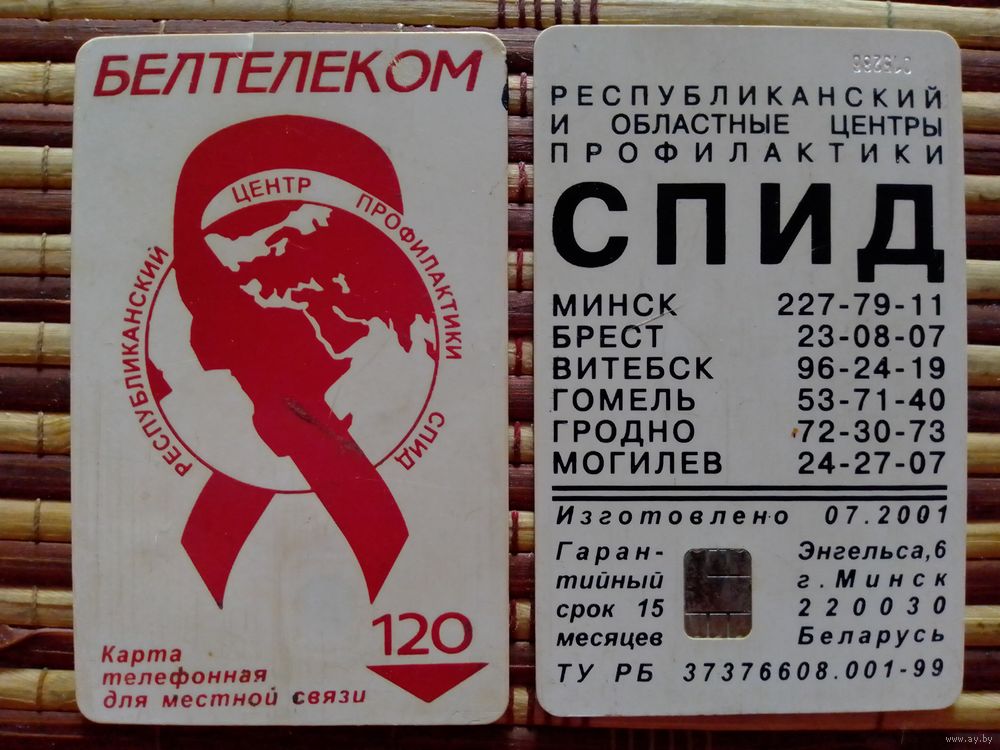 БЕЛТЕЛЕКОМ
РЕСПУБЛИКАНСКИЙ ЦЕНТР ПРОФИЛАКТИКИ СПИД
120
Карта
телефонная
для местной связи
015236
РЕСПУБЛИКАНСКИЙ
И ОБЛАСТНЫЕ ЦЕНТРЫ
ПРОФИЛАКТИКИ
СПИД
МИНСК 227-79-11
БРЕСТ 23-08-07
ВИТЕБСК 96-24-19
ГОМЕЛЬ 53-71-40
ГРОДНО 72-30-73
МОГИЛЕВ 24-27-07
Изготовлено 07.2001
Гаран- Энгельса,6
тийный г.Минск
срок 15 220030
месяцев Беларусь
ТУ РБ 37376608.001-99
www.ay.by